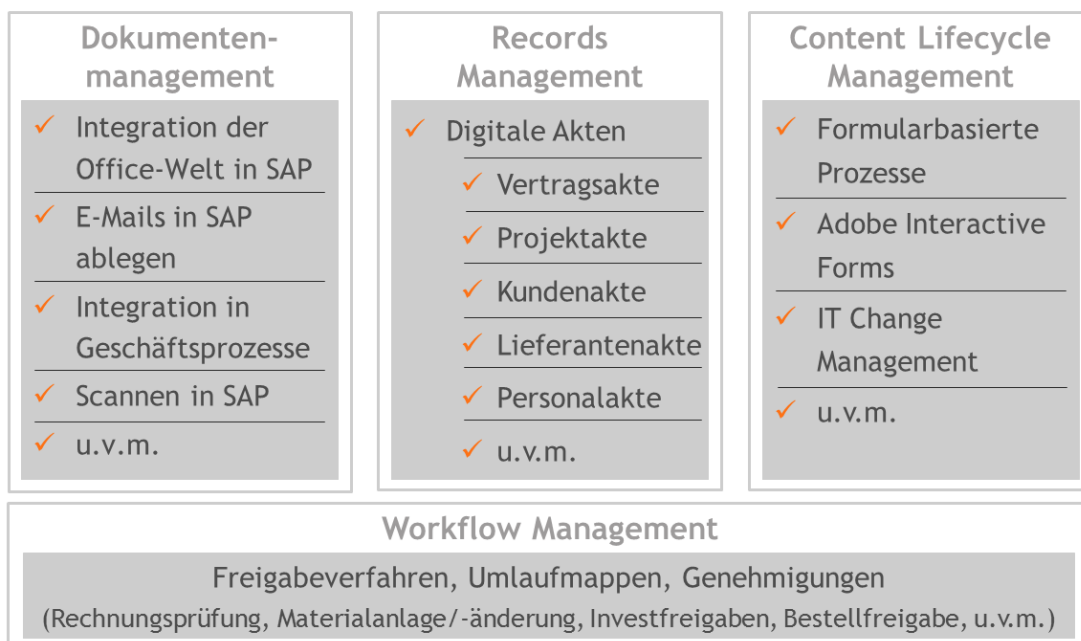 Dokumenten-
management
Integration der
Office-Welt in SAP
E-Mails in SAP
ablegen
Integration in
Geschäftsprozesse
Scannen in SAP
u.v.m.
Records
Management
Digitale Akten
Vertragsakte
Projektakte
Kundenakte
Lieferantenakte
Personalakte
u.v.m.
Content Lifecycle
Management
Formularbasierte
Prozesse
Adobe Interactive
Forms
IT Change
Management
u.v.m.
Workflow Management
Freigabeverfahren, Umlaufmappen, Genehmigungen
(Rechnungsprüfung, Materialanlage/-änderung, Investfreigaben, Bestellfreigabe, u.v.m.)